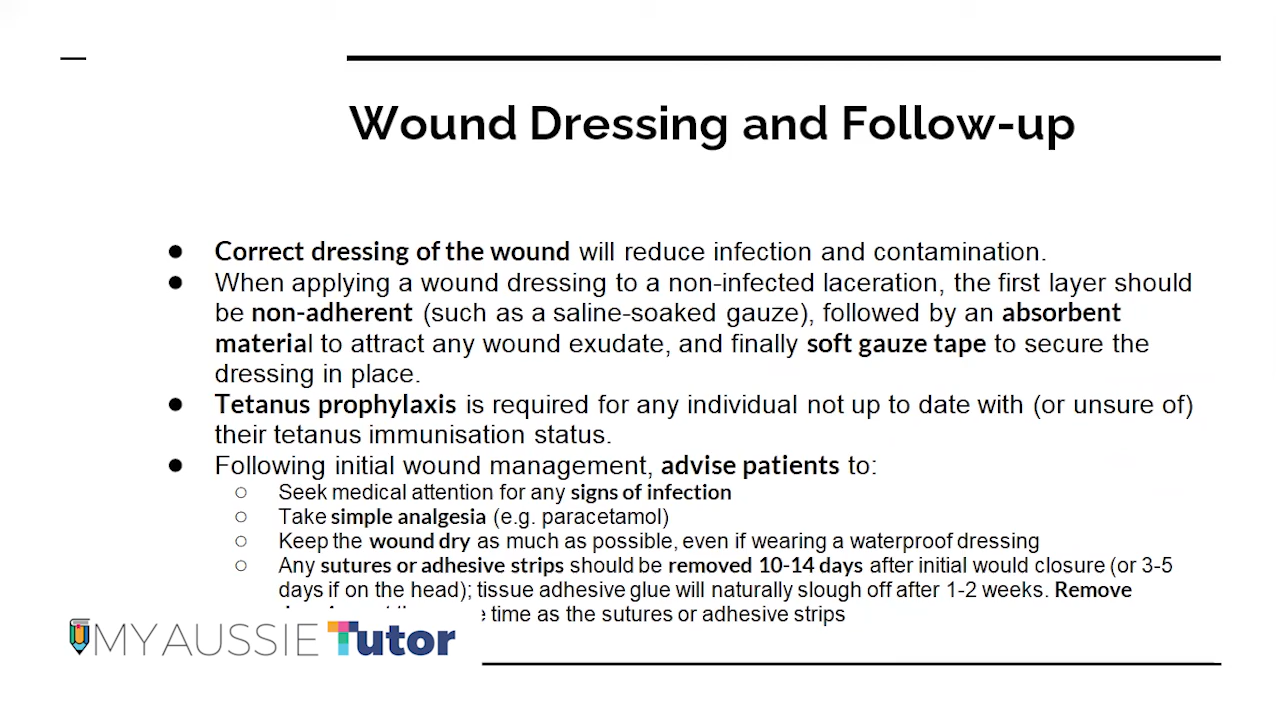 Wound Dressing and Follow-up
● Correct dressing of the wound will reduce infection and contamination.
● When applying a wound dressing to a non-infected laceration, the first layer should
be non-adherent (such as a saline-soaked gauze), followed by an absorbent
material to attract any wound exudate, and finally soft gauze tape to secure the
dressing in place.
● Tetanus prophylaxis is required for any individual not up to date with (or unsure of)
their tetanus immunisation status.
● Following initial wound management, advise patients to:
○ Seek medical attention for any signs of infection
○ Take simple analgesia (e.g. paracetamol)
○ Keep the wound dry as much as possible, even if wearing a waterproof dressing
○ Any sutures or adhesive strips should be removed 10-14 days after initial would closure (or 3-5
days if on the head); tissue adhesive glue will naturally slough off after 1-2 weeks. Remove
time as the sutures or adhesive strips
MY AUSSIE Tutor